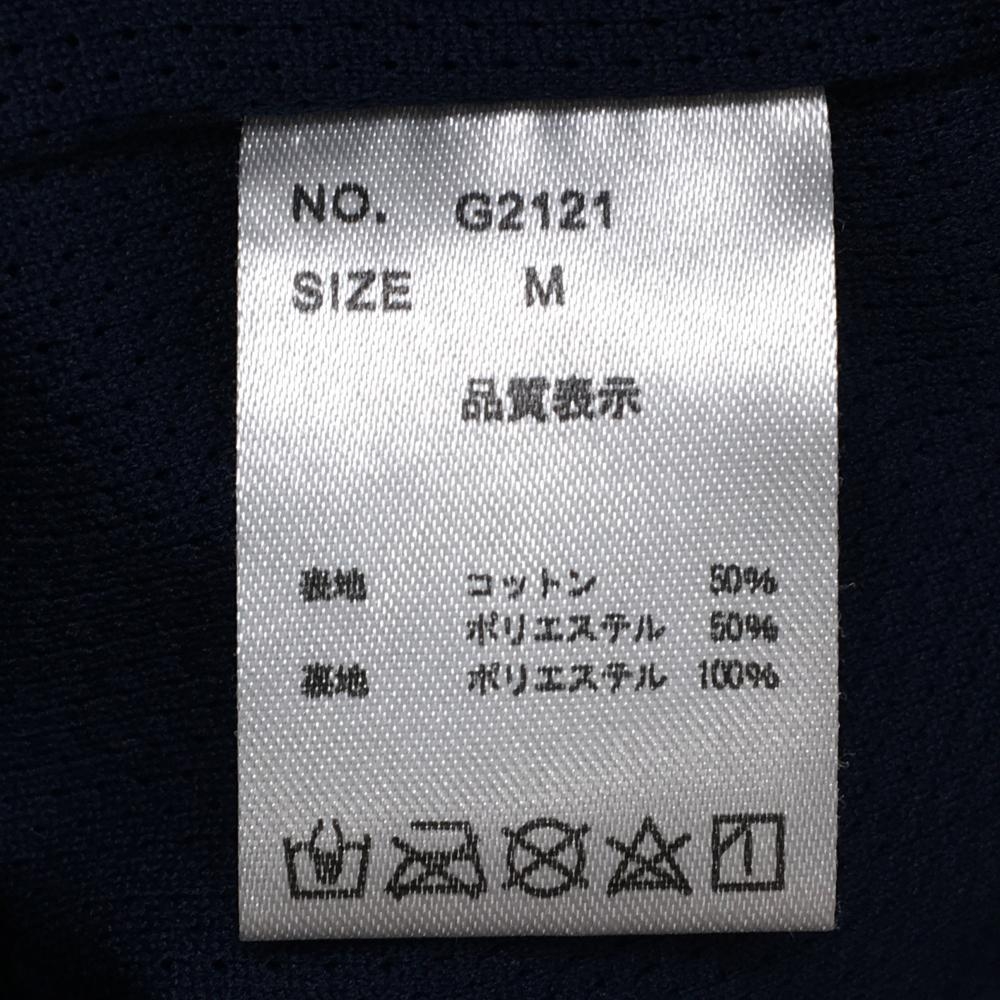 NO. G2121
SIZE M
品質表示
表地 コットン 50%
ポリエステル 50%
裏地 ポリエステル 100%